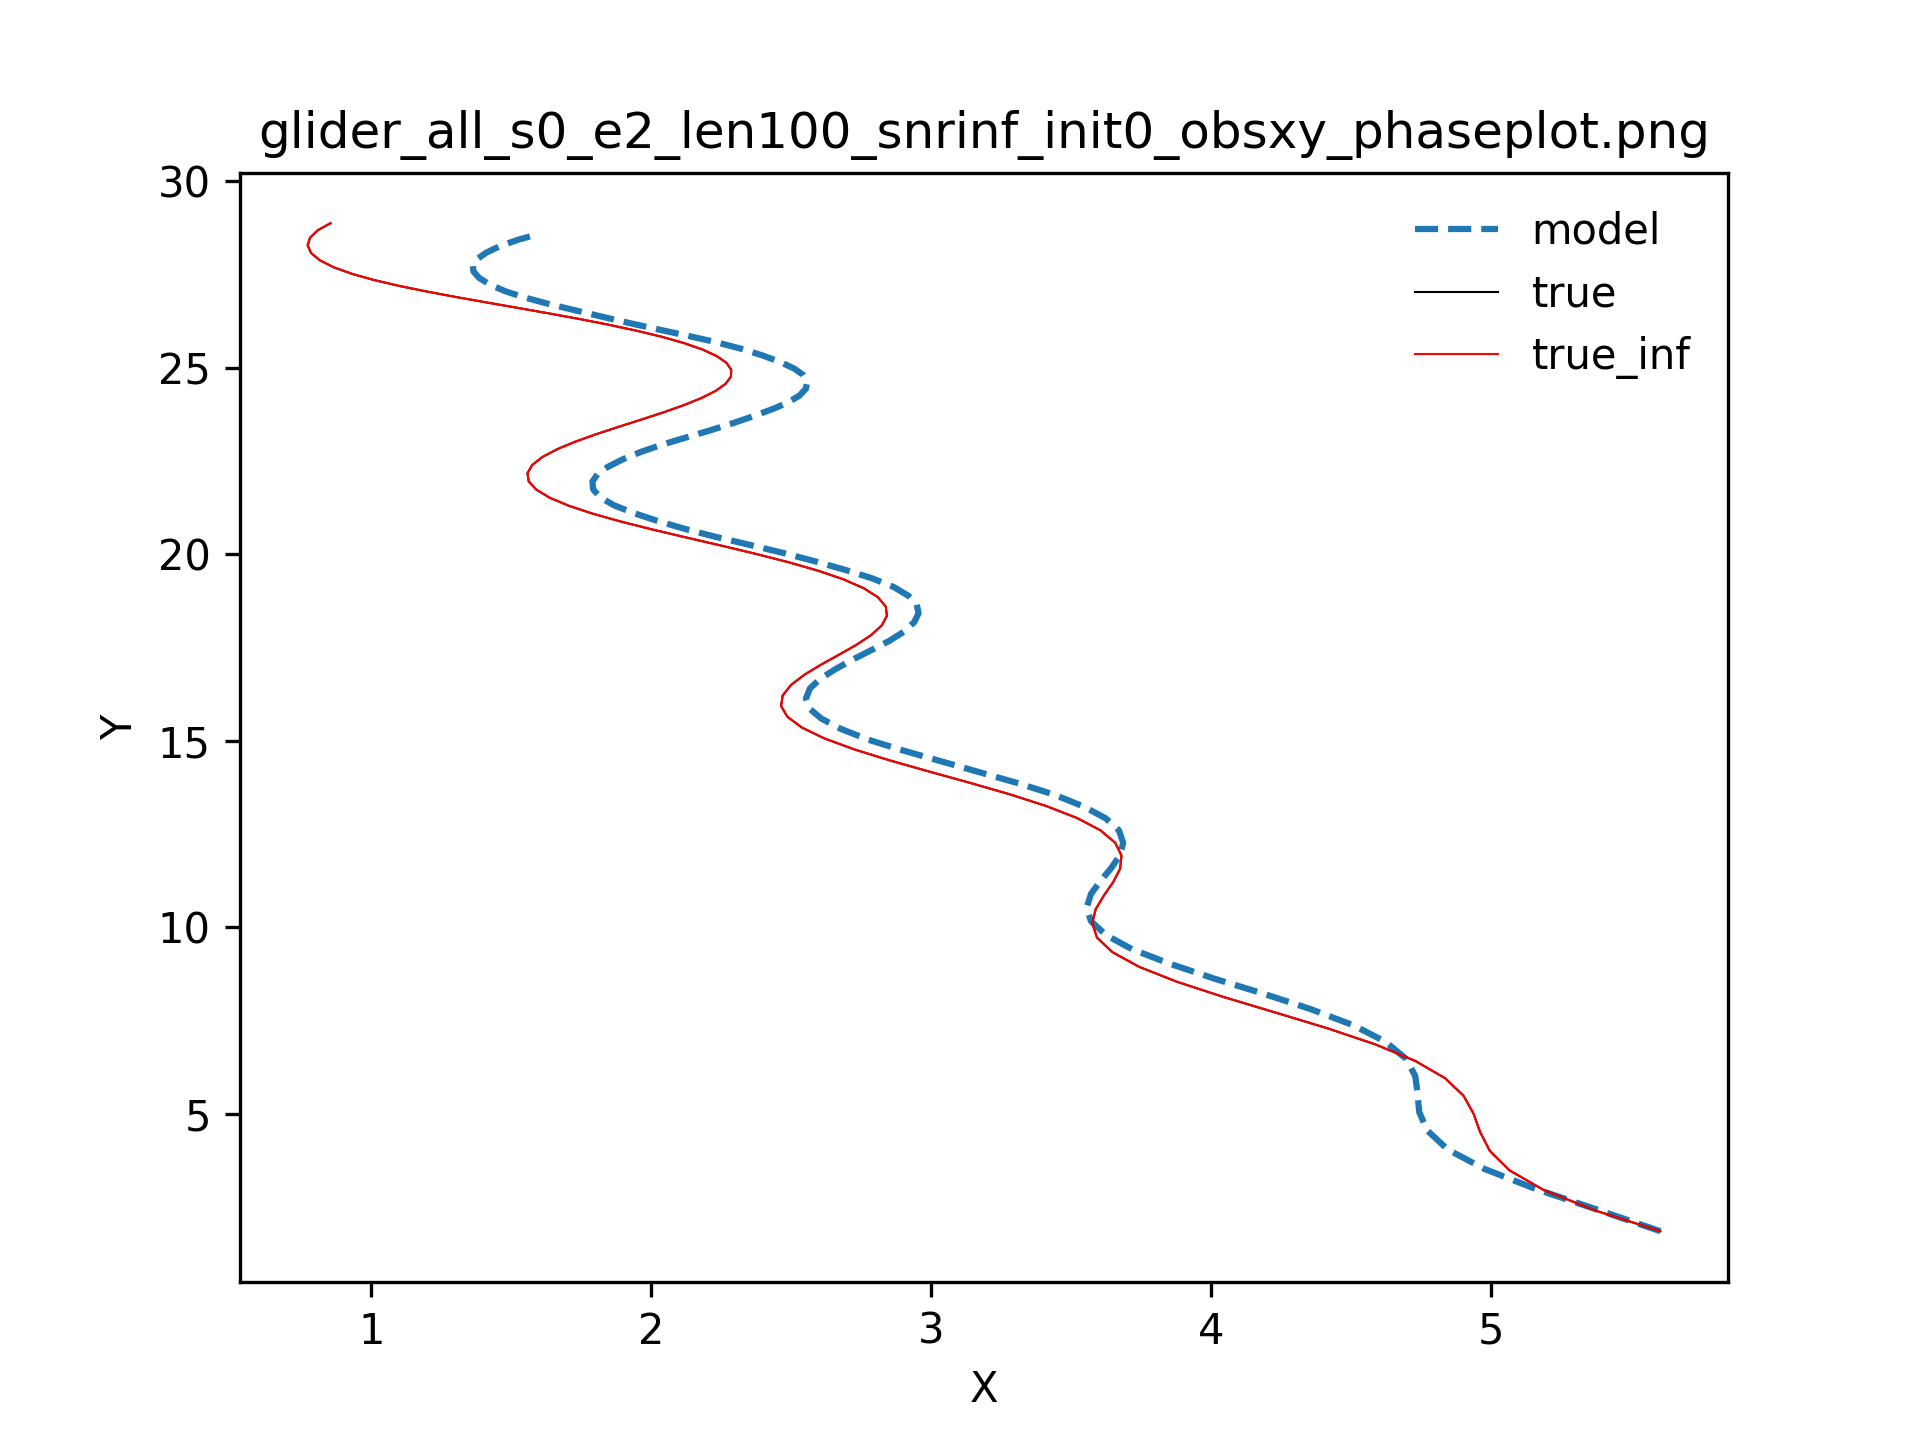 glider_all_s0_e2_len100_snrinf_init0_obsxy_phaseplot.png
30
25
20
15
10
5
Y
model
true
true_inf
1 2 3 4 5
X